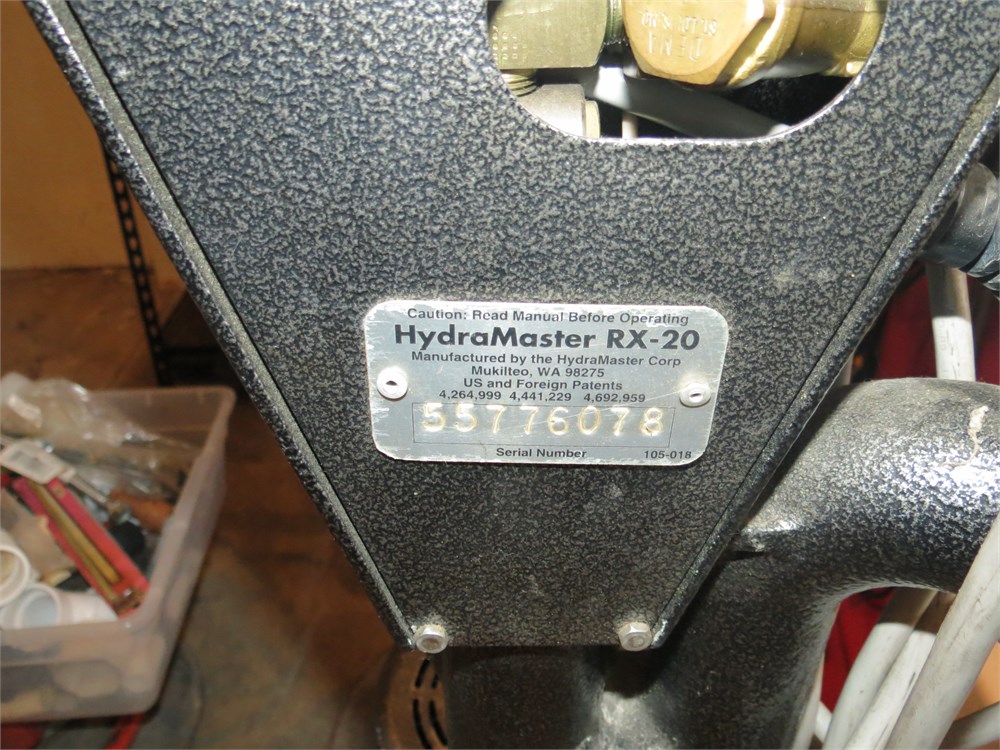 Caution: Read Manual Before Operating
HydraMaster RX-20
Manufactured by the HydraMaster Corp
Mukilteo, WA 98275
US and Foreign Patents
4,264,999 4,441,229 4,692,959
55776078
Serial Number 105-018